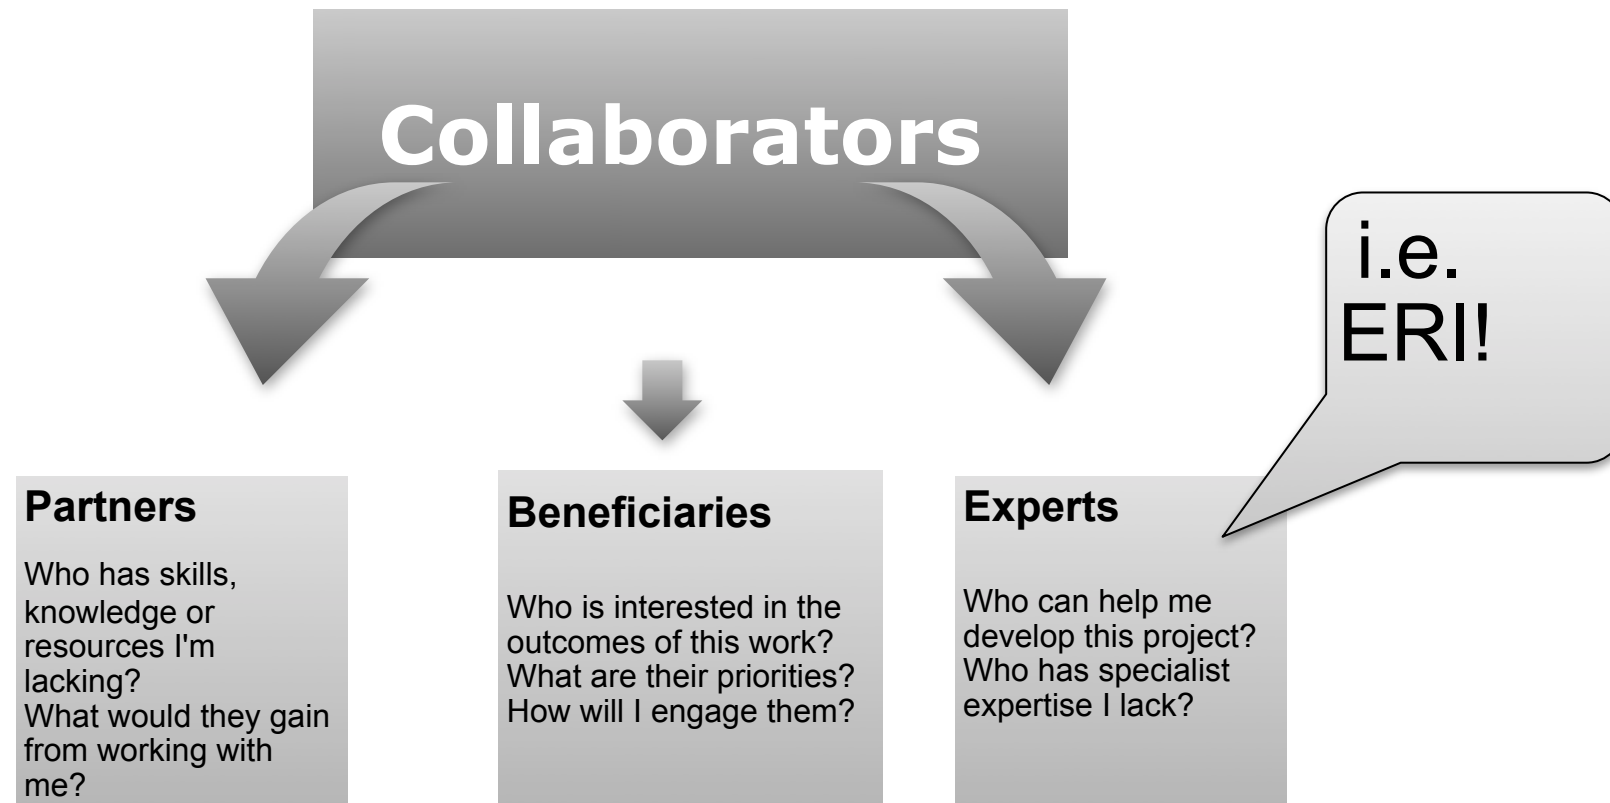 Collaborators
i.e.
ERI!
Partners
Who has skills,
knowledge or
resources I'm
lacking?
What would they gain
from working with
me?
Beneficiaries
Who is interested in the
outcomes of this work?
What are their priorities?
How will I engage them?
Experts
Who can help me
develop this project?
Who has specialist
expertise I lack?